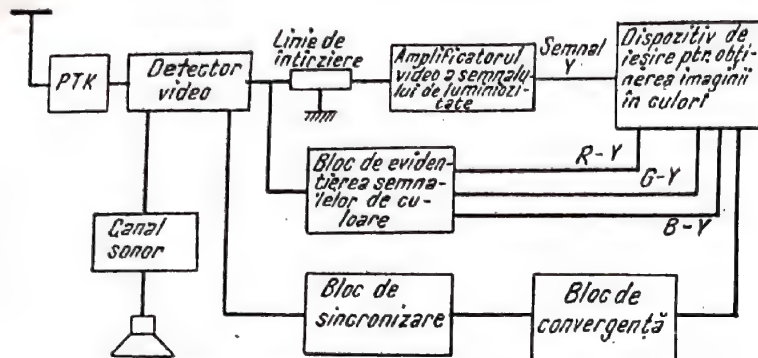 PTK
Detector
video
Linie de
întîrziere
Amplificatorul
video a semnalu-
lui de luminozi-
tate
Semnal
Y
Dispozitiv de
ieșire ptr. obți-
nerea imaginii
în culori
Bloc de eviden-
țierea semna-
lelor de cu-
loare
R-Y
G-Y
B-Y
Canal
sonor
Bloc de
sincronizare
Bloc de
convergență